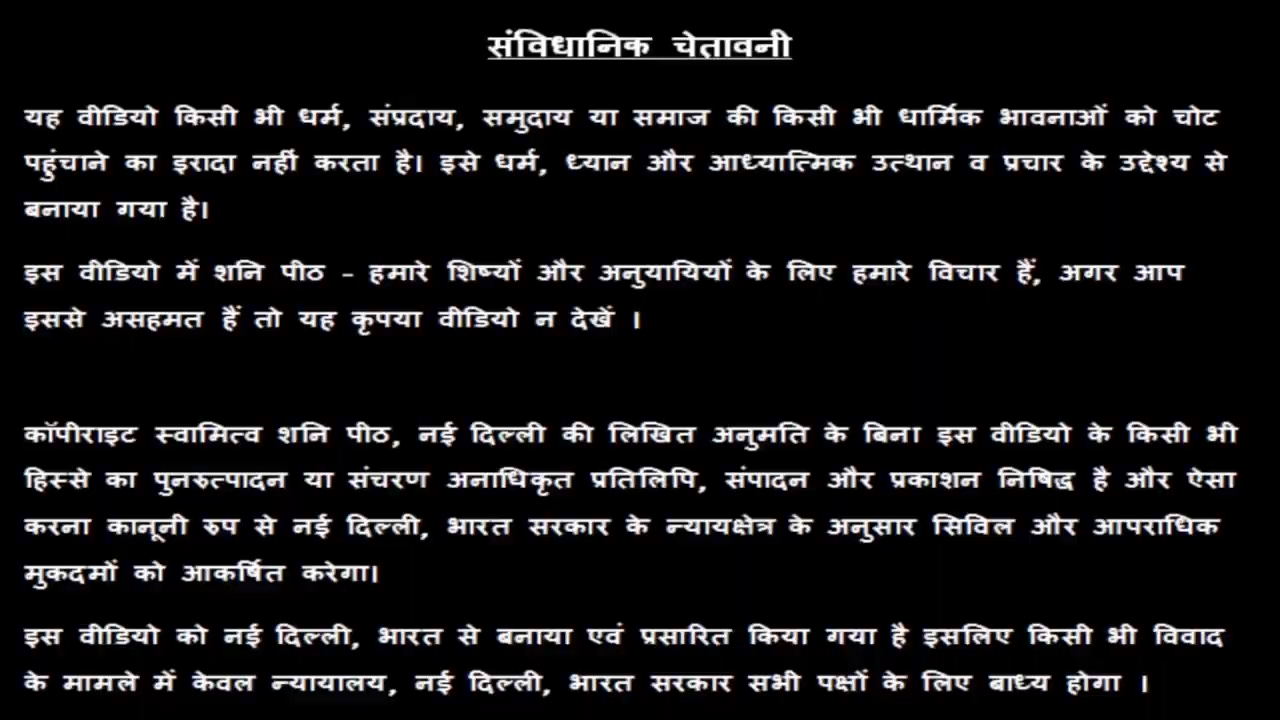 संविधानिक चेतावनी
यह वीडियो किसी भी धर्म, संप्रदाय, समुदाय या समाज की किसी भी धार्मिक भावनाओं को चोट
पहुंचाने का इरादा नहीं करता है। इसे धर्म, ध्यान और आध्यात्मिक उत्थान व प्रचार के उद्देश्य से
बनाया गया है।
इस वीडियो में शनि पीठ – हमारे शिष्यों और अनुयायियों के लिए हमारे विचार हैं, अगर आप
इससे असहमत हैं तो यह कृपया वीडियो न देखें ।
कॉपीराइट स्वामित्व शनि पीठ, नई दिल्ली की लिखित अनुमति के बिना इस वीडियो के किसी भी
हिस्से का पुनरुत्पादन या संचरण अनाधिकृत प्रतिलिपि, संपादन और प्रकाशन निषिद्ध है और ऐसा
करना कानूनी रुप से नई दिल्ली, भारत सरकार के न्यायक्षेत्र के अनुसार सिविल और आपराधिक
मुकदमों को आकर्षित करेगा।
इस वीडियो को नई दिल्ली, भारत से बनाया एवं प्रसारित किया गया है इसलिए किसी भी विवाद
के मामले में केवल न्यायालय, नई दिल्ली, भारत सरकार सभी पक्षों के लिए बाध्य होगा ।